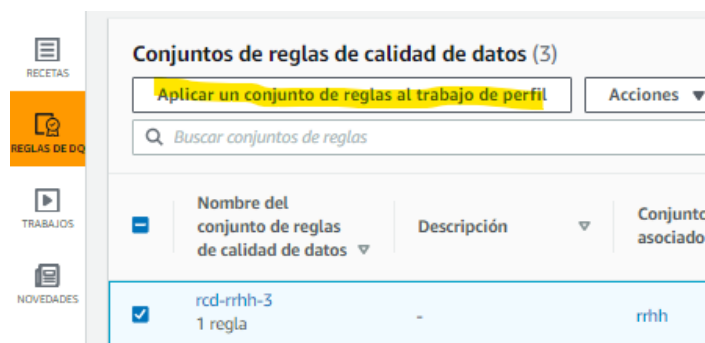 RECETAS
REGLAS DE DQ
TRABAJOS
NOVEDADES
Conjuntos de reglas de calidad de datos (3)
Aplicar un conjunto de reglas al trabajo de perfil
Acciones
Buscar conjuntos de reglas
Nombre del
conjunto de reglas
de calidad de datos
Descripción
Conjunto
asociado
rcd-rrhh-3
1 regla
-
rrhh